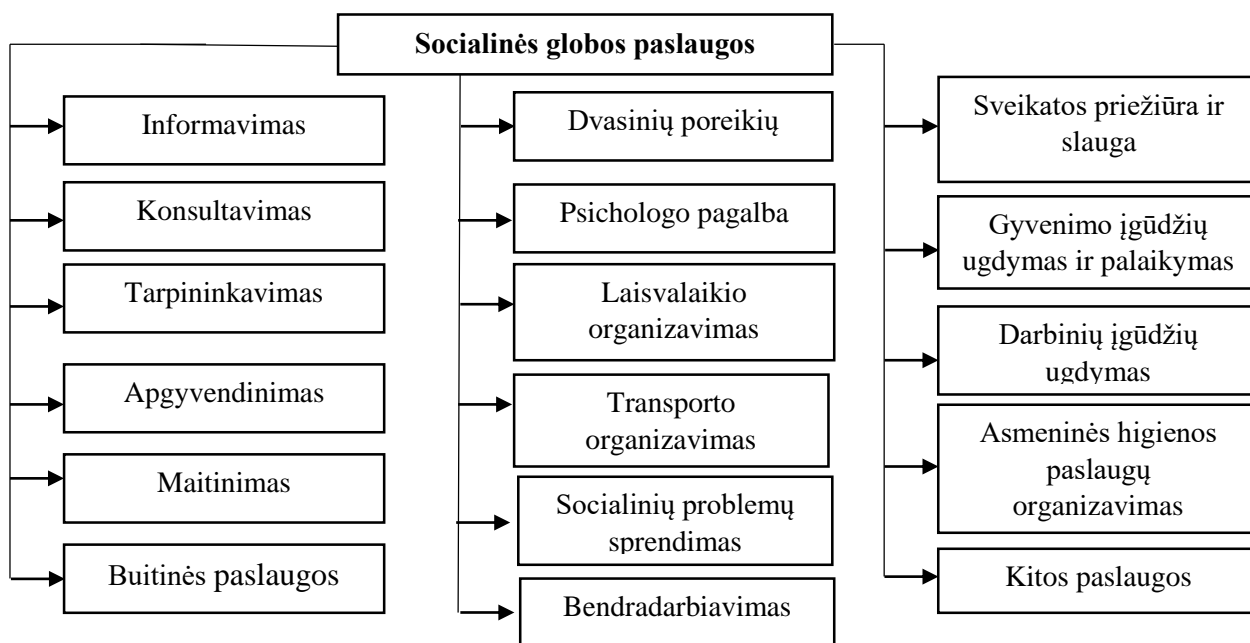 Socialinės globos paslaugos
Informavimas
Konsultavimas
Tarpininkavimas
Apgyvendinimas
Maitinimas
Buitinės paslaugos
Dvasinių poreikių
Psichologo pagalba
Laisvalaikio
organizavimas
Transporto
organizavimas
Socialinių problemų
sprendimas
Bendradarbiavimas
Sveikatos priežiūra ir
slauga
Gyvenimo įgūdžių
ugdymas ir palaikymas
Darbinių įgūdžių
ugdymas
Asmeninės higienos
paslaugų
organizavimas
Kitos paslaugos